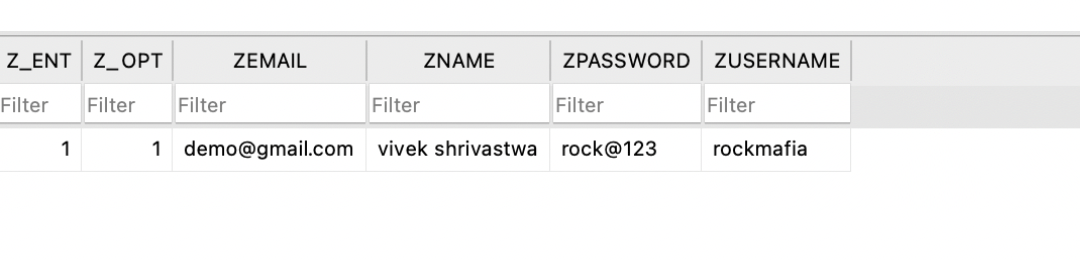 Z_ENT Z_OPT ZEMAIL ZNAME ZPASSWORD ZUSERNAME
Filter Filter Filter Filter Filter Filter
1 1 demo@gmail.com vivek shrivastwa rock@123 rockmafia